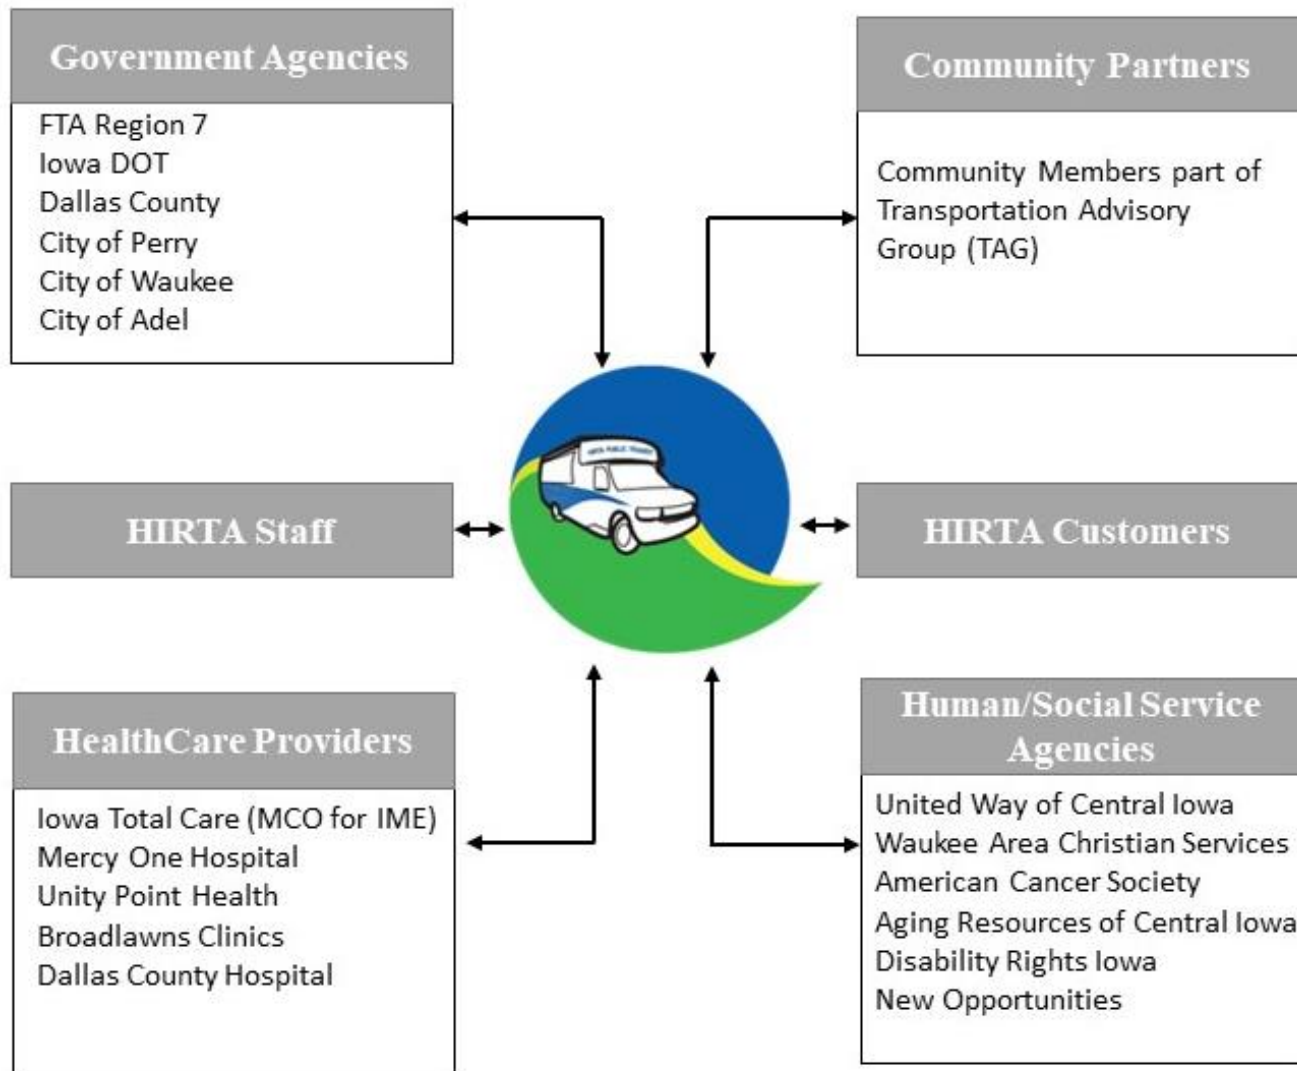 Government Agencies
FTA Region 7
Iowa DOT
Dallas County
City of Perry
City of Waukee
City of Adel
Community Partners
Community Members part of
Transportation Advisory
Group (TAG)
HIRTA PUBLIC TRANSIT
HIRTA Staff
HIRTA Customers
HealthCare Providers
Iowa Total Care (MCO for IME)
Mercy One Hospital
Unity Point Health
Broadlawns Clinics
Dallas County Hospital
Human/Social Service
Agencies
United Way of Central Iowa
Waukee Area Christian Services
American Cancer Society
Aging Resources of Central Iowa
Disability Rights Iowa
New Opportunities